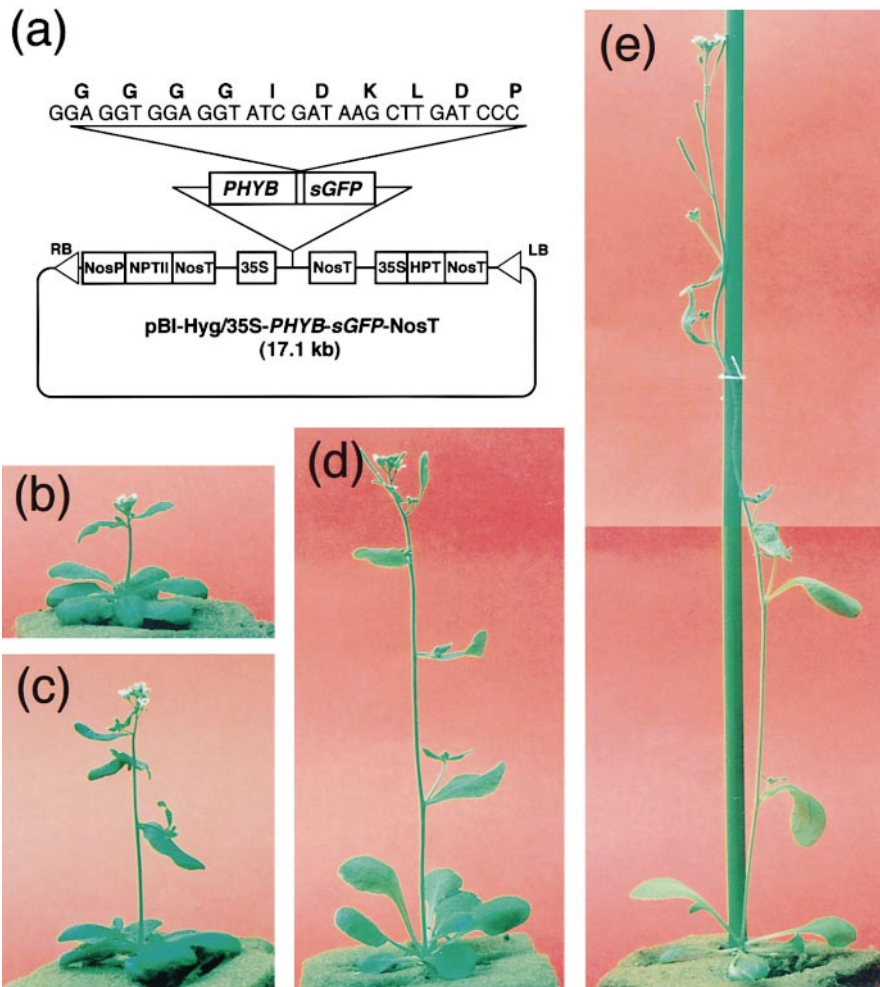 (a)
G G G G I D K L D P
GGA GGT GGA GGT ATC GAT AAG CTT GAT CCC
PHYB sGFP
RB LB
NosP NPTII NosT 35S NosT 35S HPT NosT
pBI-Hyg/35S-PHYB-sGFP-NosT
(17.1 kb)
(b)
(c)
(d)
(e)